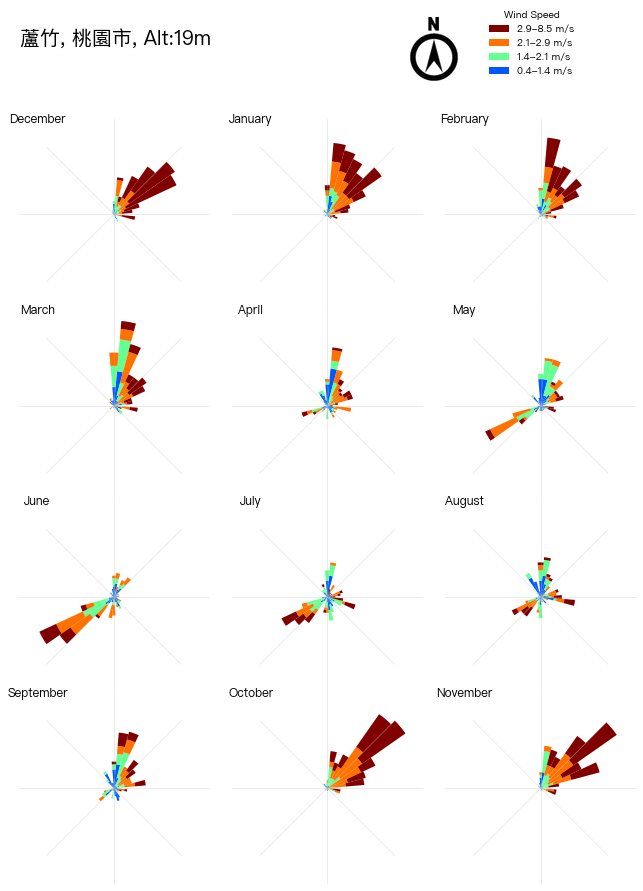 蘆竹, 桃園市, Alt:19m
N
Wind Speed
2.9–8.5 m/s
2.1–2.9 m/s
1.4–2.1 m/s
0.4–1.4 m/s
December
January
February
March
April
May
June
July
August
September
October
November